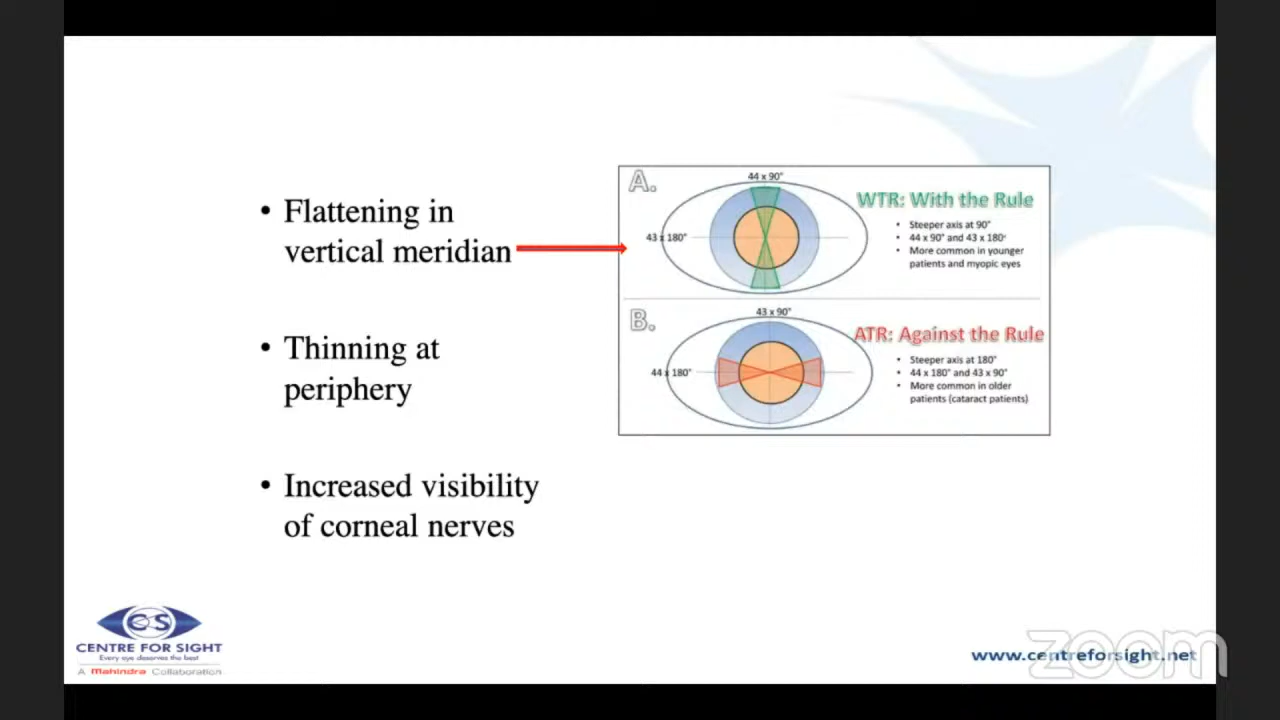 • Flattening in
vertical meridian
• Thinning at
periphery
• Increased visibility
of corneal nerves
A.
44 x 90°
43 x 180°
WTR: With the Rule
• Steeper axis at 90°
• 44 x 90° and 43 x 180°
• More common in younger
patients and myopic eyes
B.
43 x 90°
44 x 180°
ATR: Against the Rule
• Steeper axis at 180°
• 44 x 180° and 43 x 90°
• More common in older
patients (cataract patients)
CFS
CENTRE FOR SIGHT
Every eye deserves the best
A Mahindra Collaboration
www.centreforsight.net
zoom